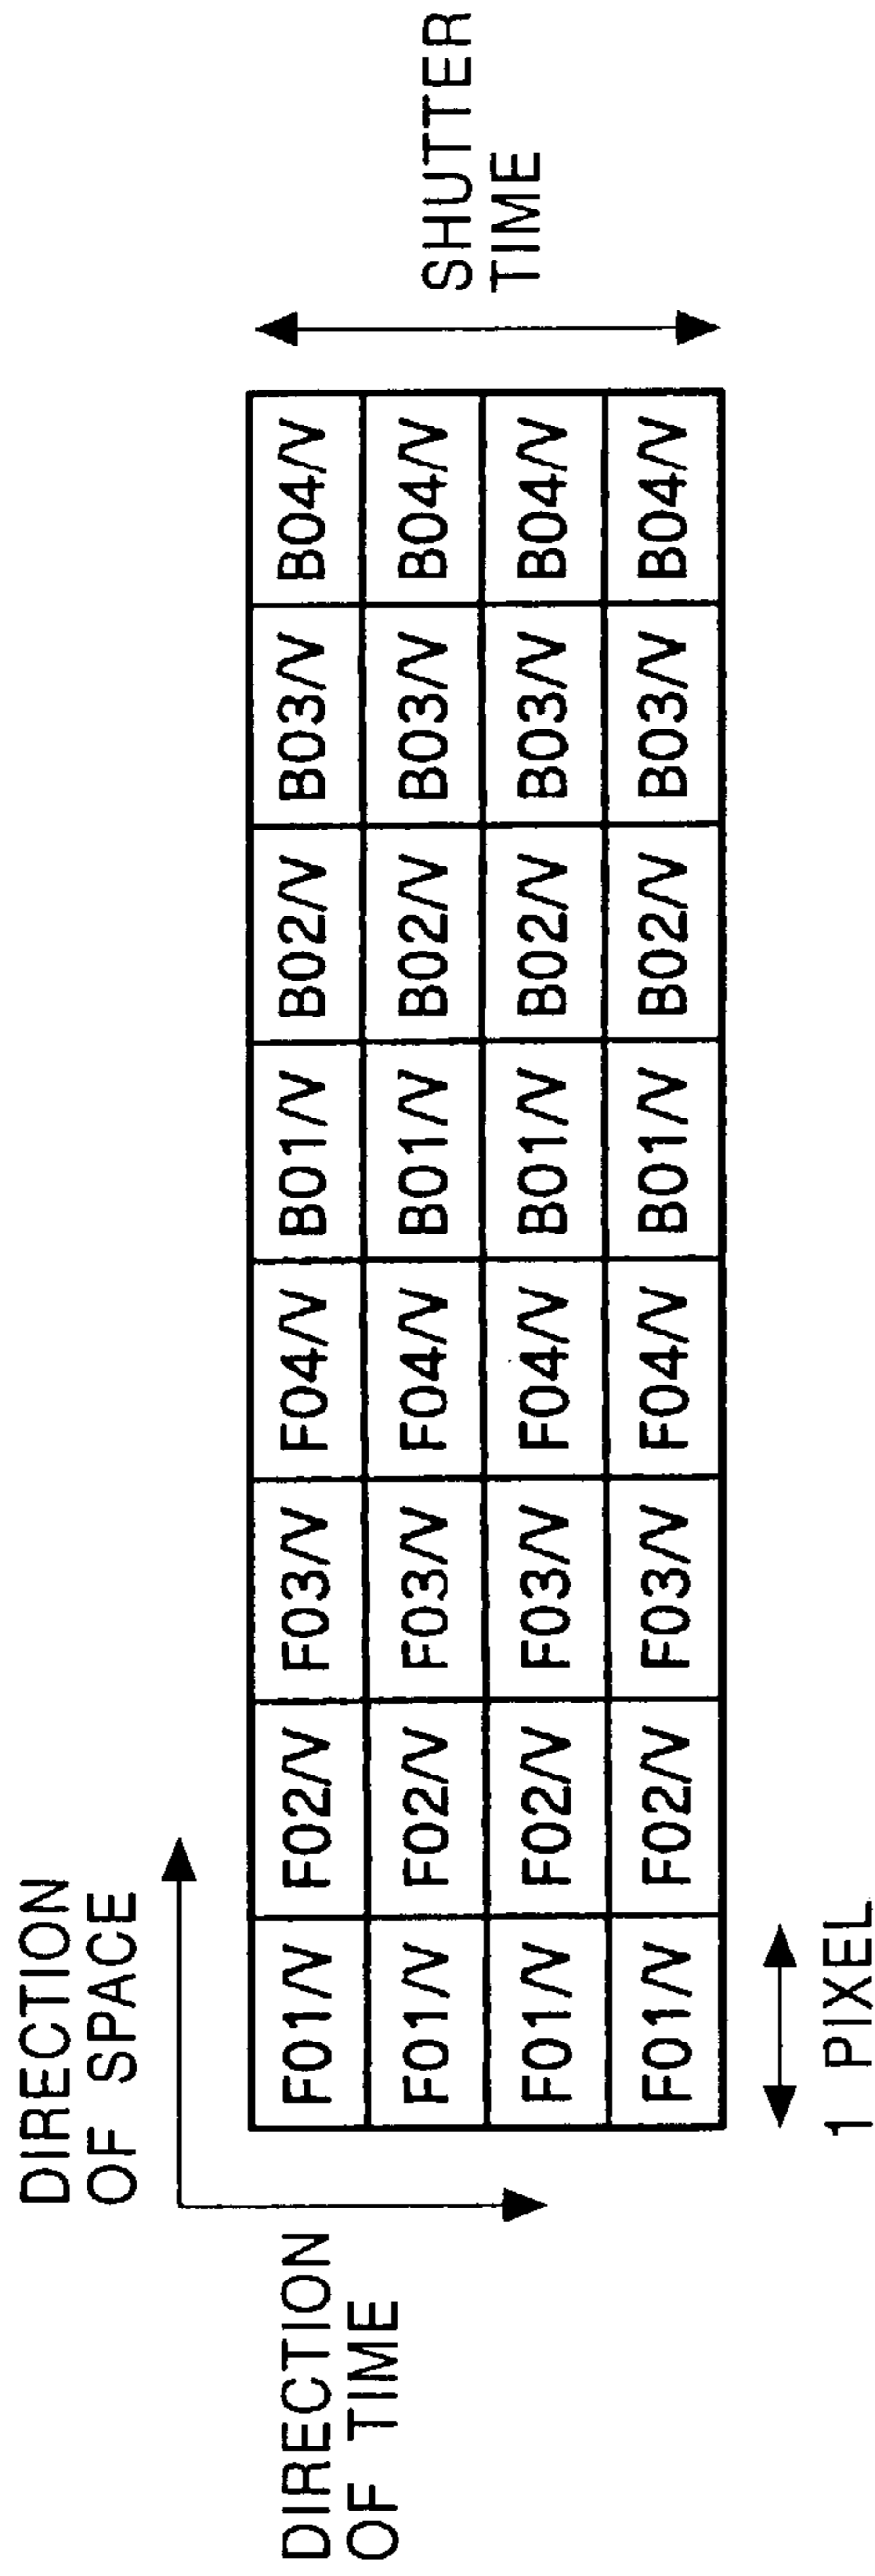 DIRECTION
OF SPACE
DIRECTION
OF TIME
F01/V F02/V F03/V F04/V B01/V B02/V B03/V B04/V
F01/V F02/V F03/V F04/V B01/V B02/V B03/V B04/V
F01/V F02/V F03/V F04/V B01/V B02/V B03/V B04/V
F01/V F02/V F03/V F04/V B01/V B02/V B03/V B04/V
SHUTTER
TIME
1 PIXEL